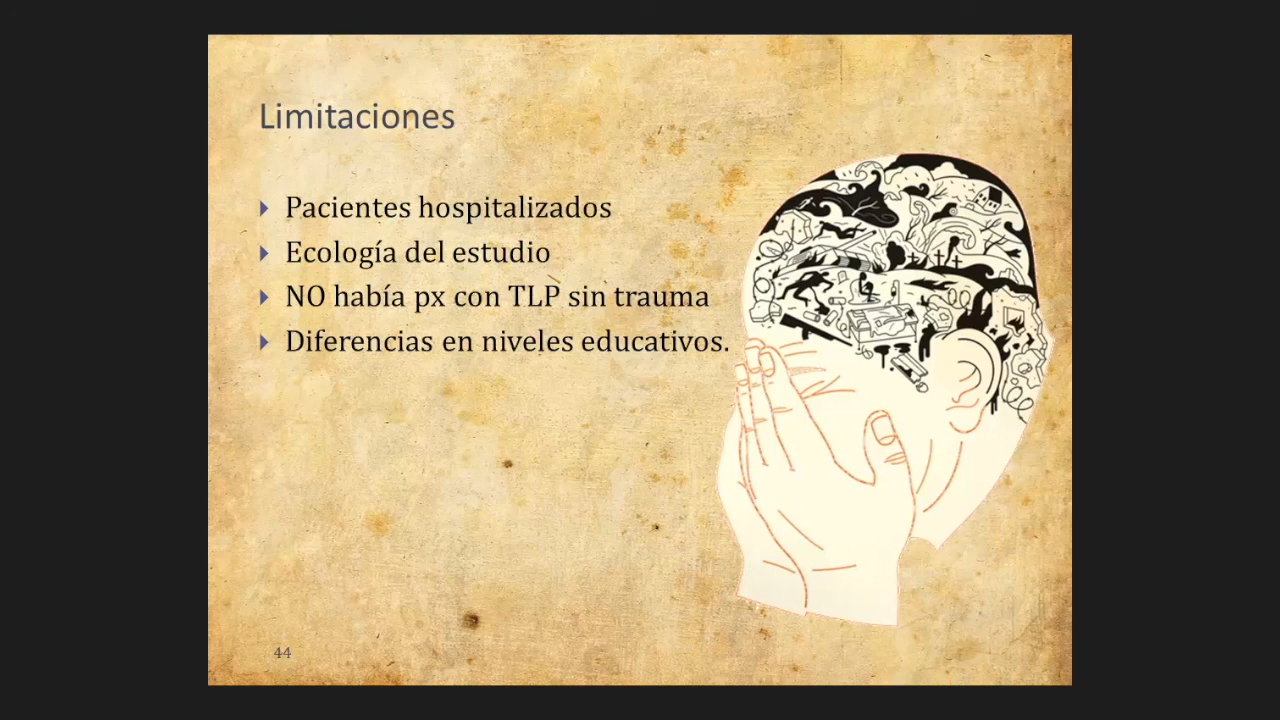 Limitaciones
Pacientes hospitalizados
Ecología del estudio
NO había px con TLP sin trauma
Diferencias en niveles educativos.
44